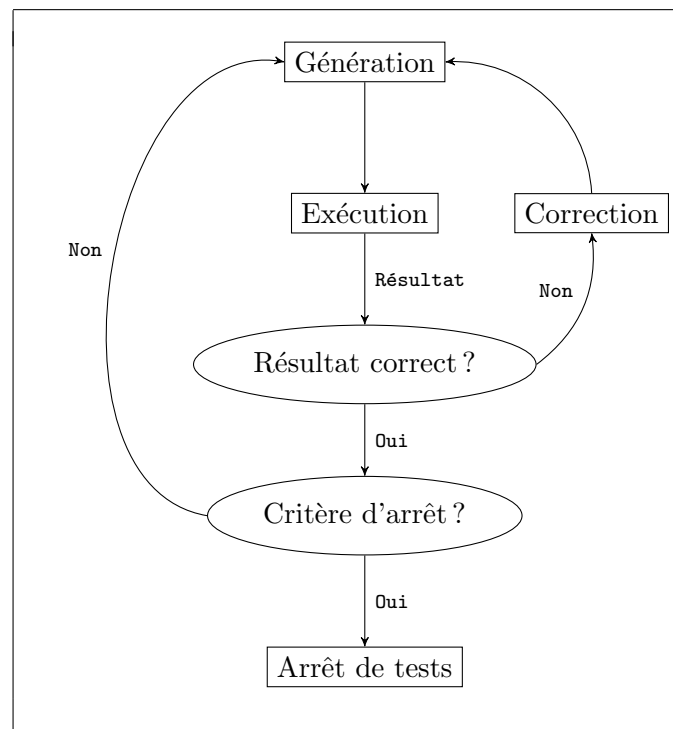 Génération
Exécution
Correction
Non
Résultat
Non
Résultat correct ?
Oui
Critère d'arrêt ?
Oui
Arrêt de tests